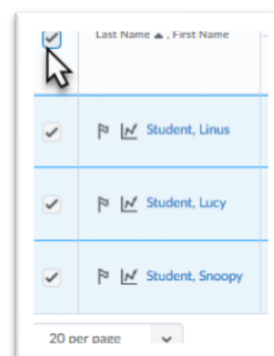 Last Name ▲ , First Name
Student, Linus
Student, Lucy
Student, Snoopy
20 per page